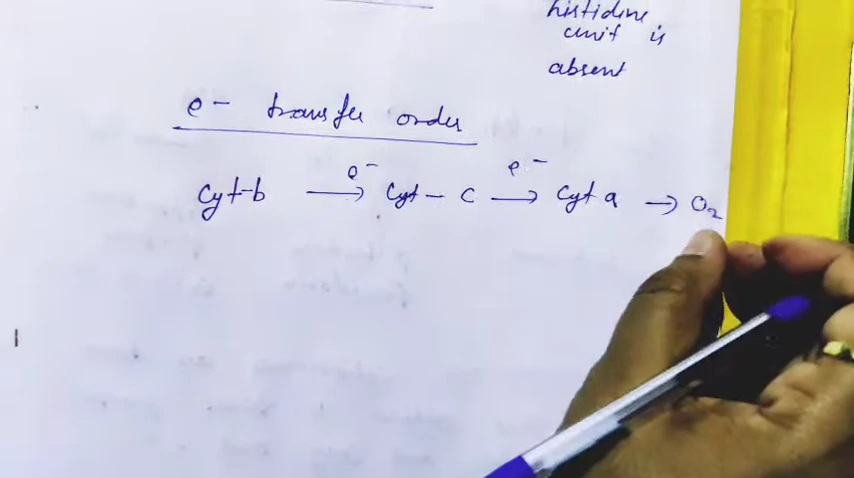 histidine
unit is
absent
e- transfer order
Cyt-b →(e-) Cyt - c →(e-) Cyt a → O2